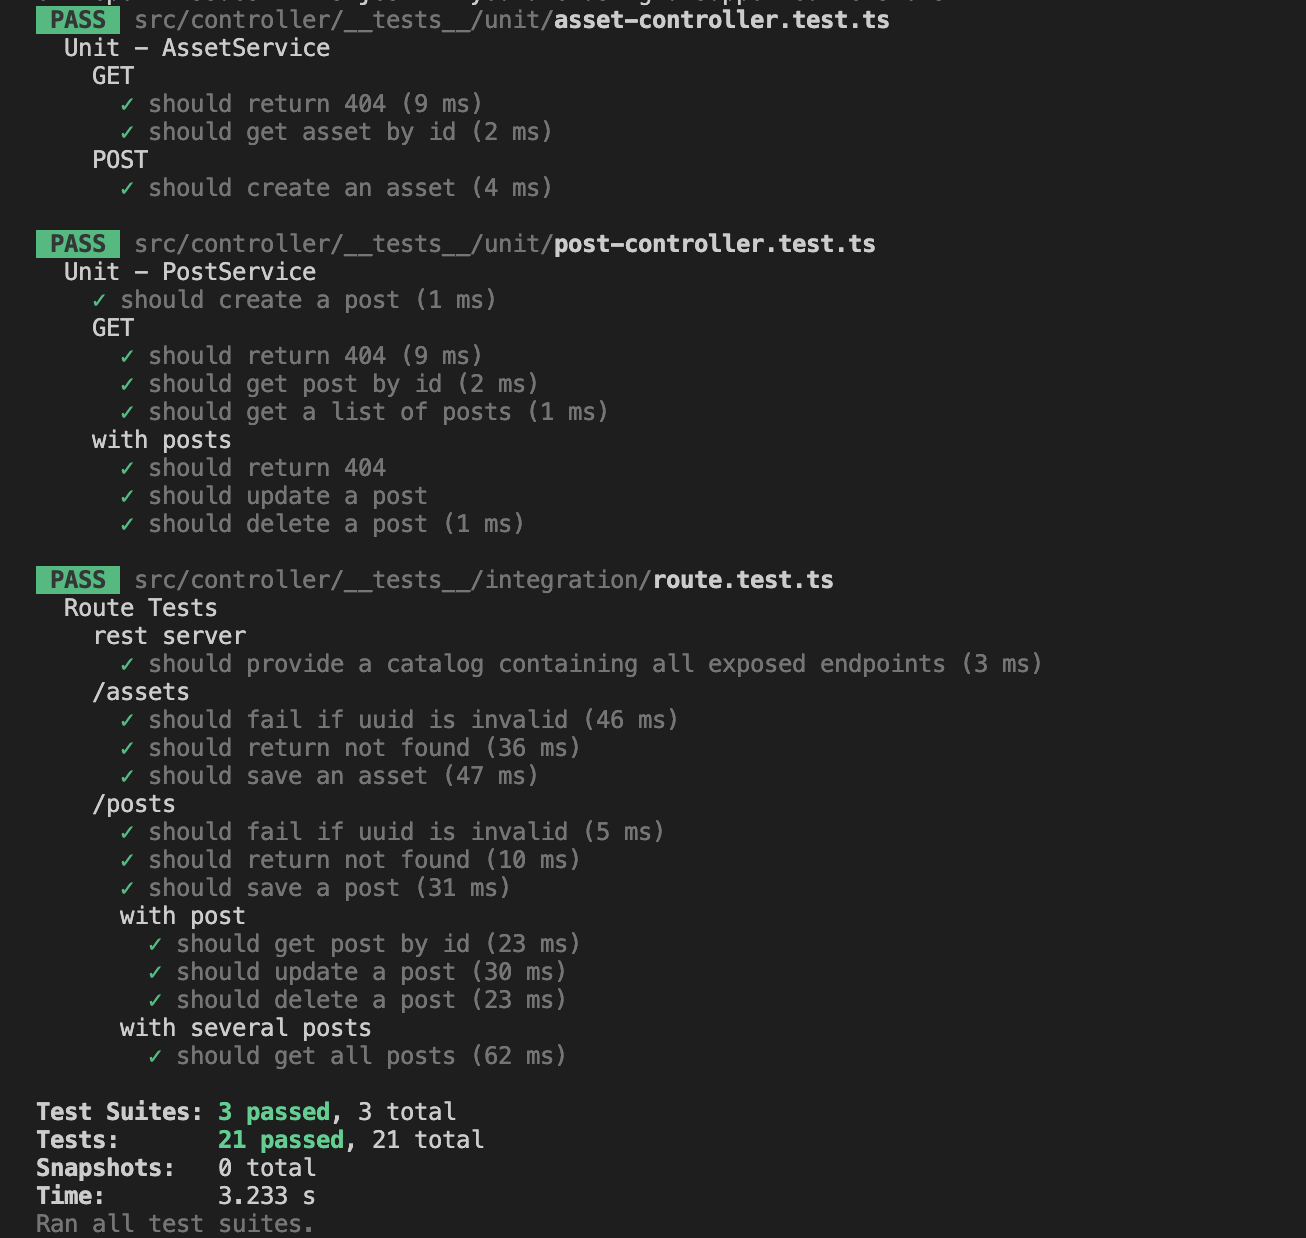 PASS src/controller/__tests__/unit/asset-controller.test.ts
Unit – AssetService
GET
✓ should return 404 (9 ms)
✓ should get asset by id (2 ms)
POST
✓ should create an asset (4 ms)
PASS src/controller/__tests__/unit/post-controller.test.ts
Unit – PostService
✓ should create a post (1 ms)
GET
✓ should return 404 (9 ms)
✓ should get post by id (2 ms)
✓ should get a list of posts (1 ms)
with posts
✓ should return 404
✓ should update a post
✓ should delete a post (1 ms)
PASS src/controller/__tests__/integration/route.test.ts
Route Tests
rest server
✓ should provide a catalog containing all exposed endpoints (3 ms)
/assets
✓ should fail if uuid is invalid (46 ms)
✓ should return not found (36 ms)
✓ should save an asset (47 ms)
/posts
✓ should fail if uuid is invalid (5 ms)
✓ should return not found (10 ms)
✓ should save a post (31 ms)
with post
✓ should get post by id (23 ms)
✓ should update a post (30 ms)
✓ should delete a post (23 ms)
with several posts
✓ should get all posts (62 ms)
Test Suites: 3 passed, 3 total
Tests: 21 passed, 21 total
Snapshots: 0 total
Time: 3.233 s
Ran all test suites.